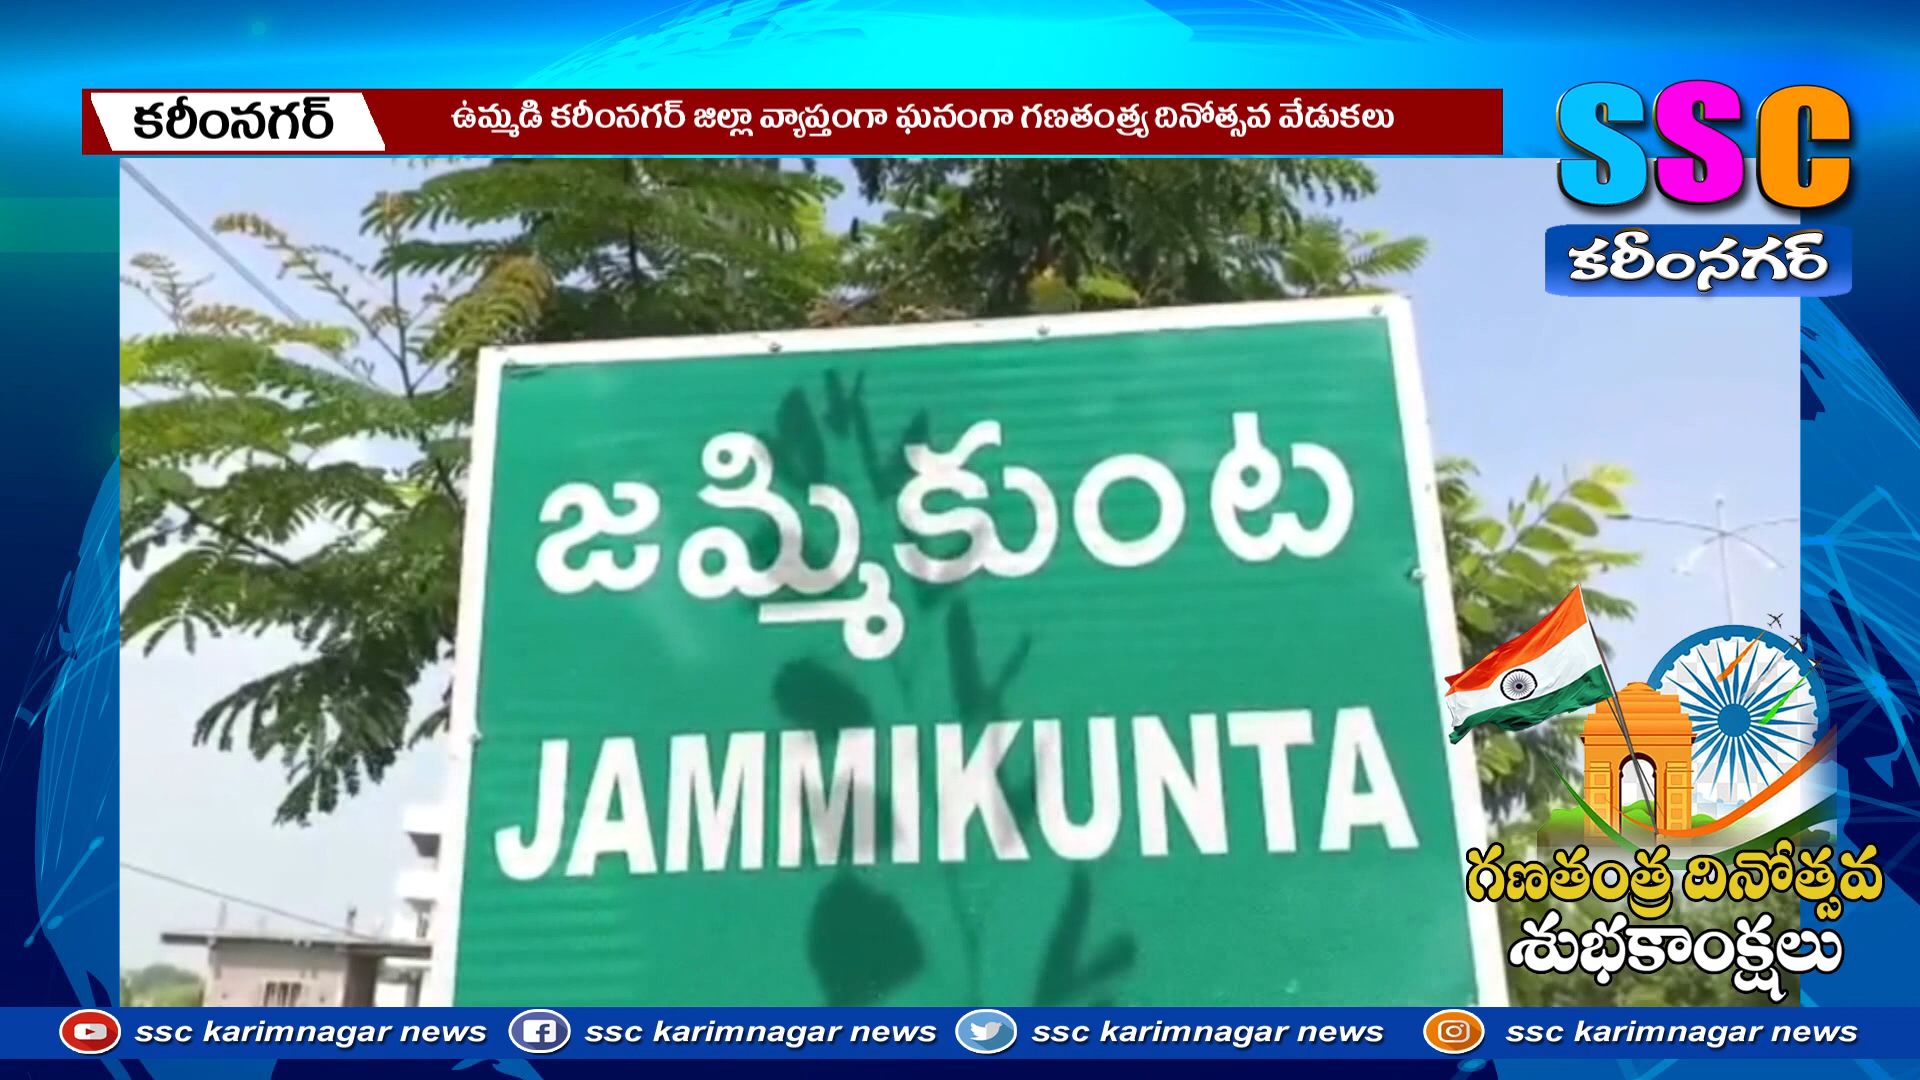 కరీంనగర్
ఉమ్మడి కరీంనగర్ జిల్లా వ్యాప్తంగా ఘనంగా గణతంత్ర్య దినోత్సవ వేడుకలు
SSC
కరీంనగర్
జమ్మికుంట
JAMMIKUNTA
గణతంత్ర దినోత్సవ
శుభకాంక్షలు
ssc karimnagar news
ssc karimnagar news
ssc karimnagar news
ssc karimnagar news